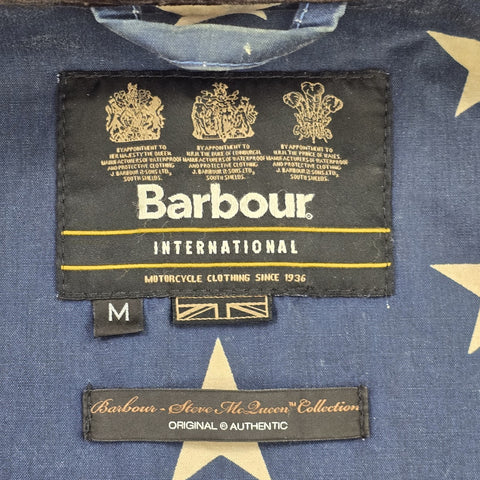 BY APPOINTMENT TO
HER MAJESTY THE QUEEN
MANUFACTURERS OF WATERPROOF
AND PROTECTIVE CLOTHING
J. BARBOUR & SONS LTD.
SOUTH SHIELDS.
BY APPOINTMENT TO
H.R.H. THE DUKE OF EDINBURGH
MANUFACTURERS OF WATERPROOF
AND PROTECTIVE CLOTHING
J. BARBOUR & SONS LTD.
SOUTH SHIELDS.
BY APPOINTMENT TO
H.R.H. THE PRINCE OF WALES
MANUFACTURERS OF WATERPROOF
AND PROTECTIVE CLOTHING
J. BARBOUR & SONS LTD.
SOUTH SHIELDS.
Barbour®
INTERNATIONAL
MOTORCYCLE CLOTHING SINCE 1936
M
Barbour - Steve McQueen™ Collection
ORIGINAL © AUTHENTIC